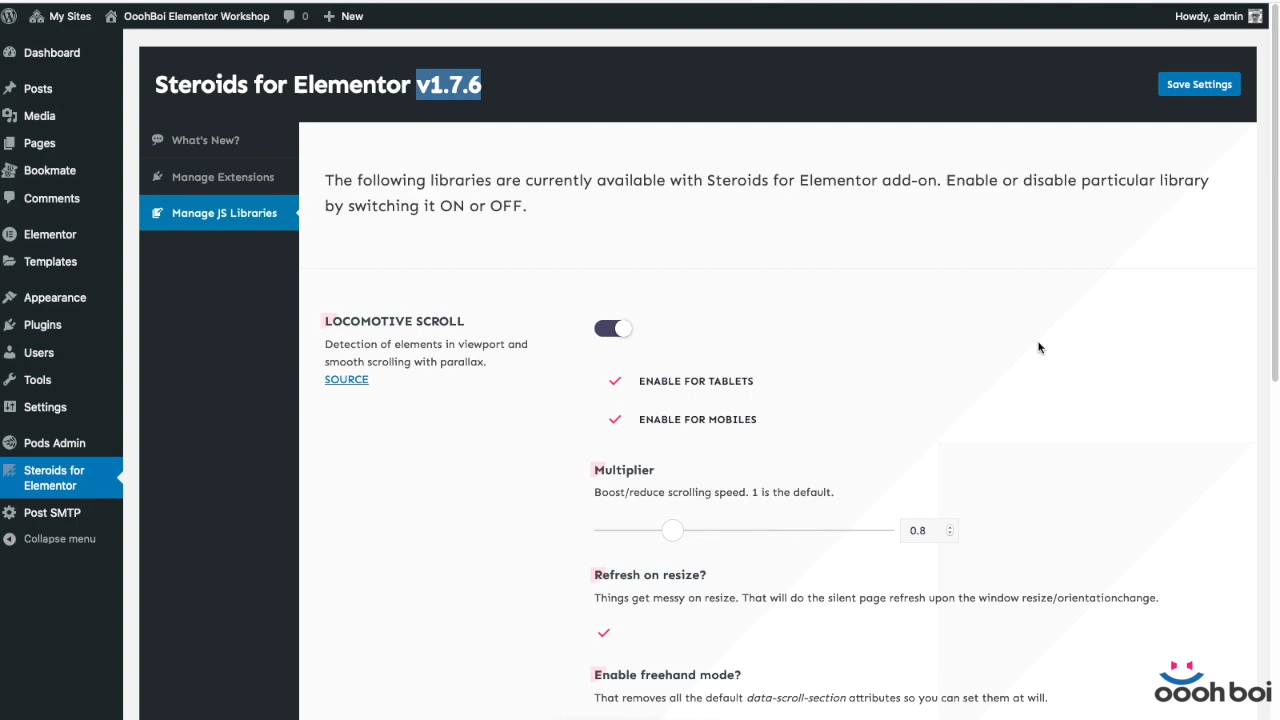 My Sites
OoohBoi Elementor Workshop
0
New
Howdy, admin
Dashboard
Posts
Media
Pages
Bookmate
Comments
Elementor
Templates
Appearance
Plugins
Users
Tools
Settings
Pods Admin
Steroids for
Elementor
Post SMTP
Collapse menu
Steroids for Elementor v1.7.6
Save Settings
What's New?
Manage Extensions
Manage JS Libraries
The following libraries are currently available with Steroids for Elementor add-on. Enable or disable particular library
by switching it ON or OFF.
LOCOMOTIVE SCROLL
Detection of elements in viewport and
smooth scrolling with parallax.
SOURCE
ENABLE FOR TABLETS
ENABLE FOR MOBILES
Multiplier
Boost/reduce scrolling speed. 1 is the default.
0.8
Refresh on resize?
Things get messy on resize. That will do the silent page refresh upon the window resize/orientationchange.
Enable freehand mode?
That removes all the default data-scroll-section attributes so you can set them at will.
oooh boi